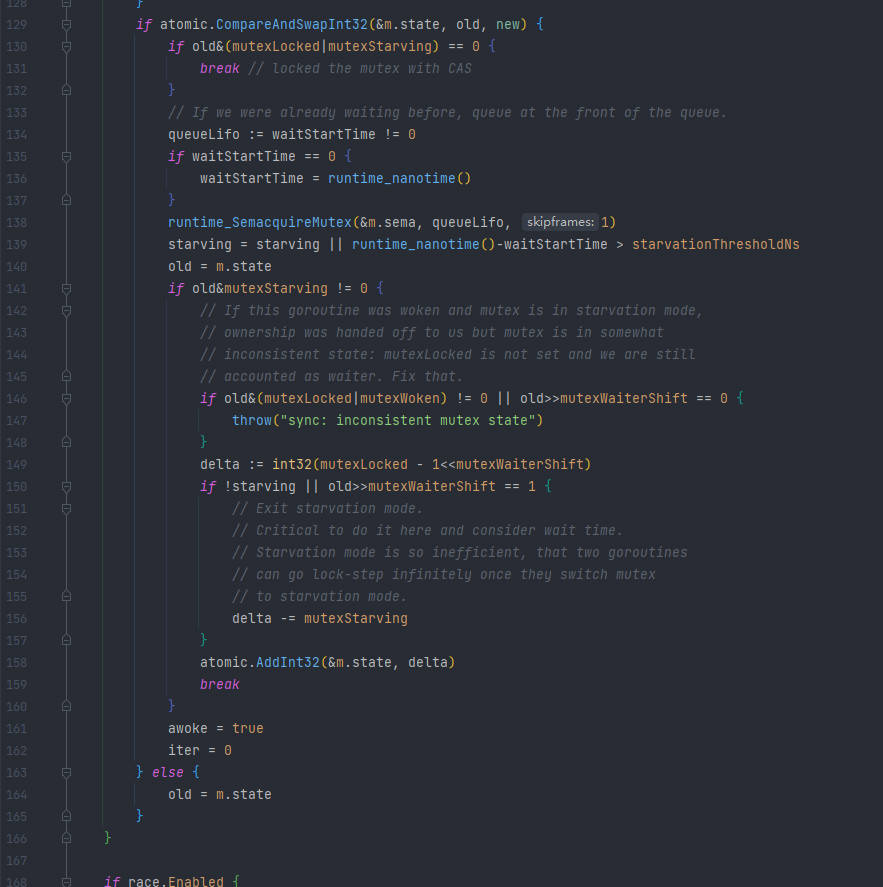 128 }
129 if atomic.CompareAndSwapInt32(&m.state, old, new) {
130 if old&(mutexLocked|mutexStarving) == 0 {
131 break // locked the mutex with CAS
132 }
133 // If we were already waiting before, queue at the front of the queue.
134 queueLifo := waitStartTime != 0
135 if waitStartTime == 0 {
136 waitStartTime = runtime_nanotime()
137 }
138 runtime_SemacquireMutex(&m.sema, queueLifo, skipframes: 1)
139 starving = starving || runtime_nanotime()-waitStartTime > starvationThresholdNs
140 old = m.state
141 if old&mutexStarving != 0 {
142 // If this goroutine was woken and mutex is in starvation mode,
143 // ownership was handed off to us but mutex is in somewhat
144 // inconsistent state: mutexLocked is not set and we are still
145 // accounted as waiter. Fix that.
146 if old&(mutexLocked|mutexWoken) != 0 || old>>mutexWaiterShift == 0 {
147 throw("sync: inconsistent mutex state")
148 }
149 delta := int32(mutexLocked - 1<<mutexWaiterShift)
150 if !starving || old>>mutexWaiterShift == 1 {
151 // Exit starvation mode.
152 // Critical to do it here and consider wait time.
153 // Starvation mode is so inefficient, that two goroutines
154 // can go lock-step infinitely once they switch mutex
155 // to starvation mode.
156 delta -= mutexStarving
157 }
158 atomic.AddInt32(&m.state, delta)
159 break
160 }
161 awoke = true
162 iter = 0
163 } else {
164 old = m.state
165 }
166 }
167
168 if race.Enabled {